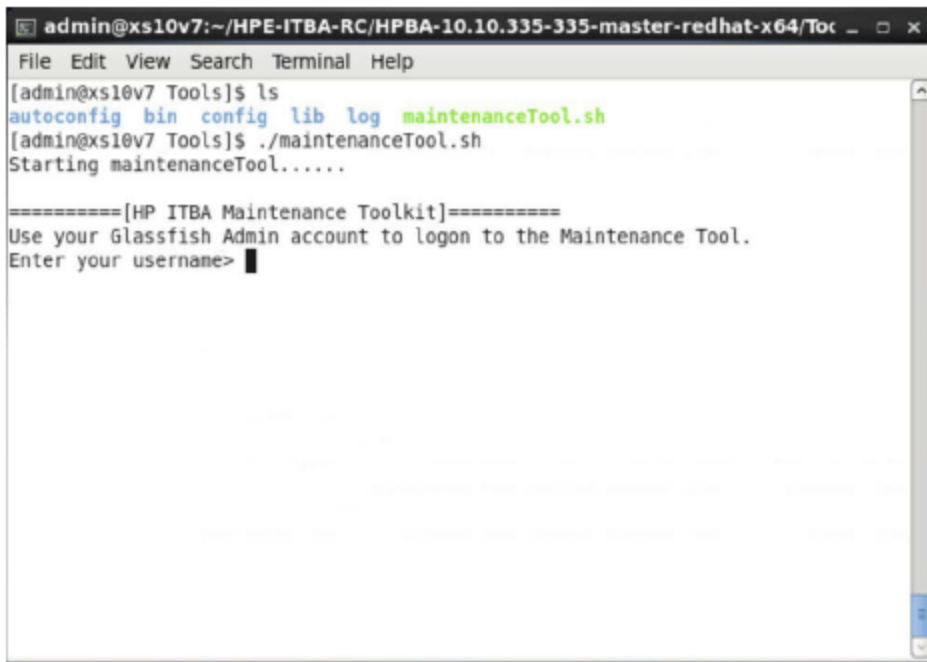 admin@xs10v7:~/HPE-ITBA-RC/HPBA-10.10.335-335-master-redhat-x64/Toc
File Edit View Search Terminal Help
[admin@xs10v7 Tools]$ ls
autoconfig bin config lib log maintenanceTool.sh
[admin@xs10v7 Tools]$ ./maintenanceTool.sh
Starting maintenanceTool......
==========[HP ITBA Maintenance Toolkit]==========
Use your Glassfish Admin account to logon to the Maintenance Tool.
Enter your username>